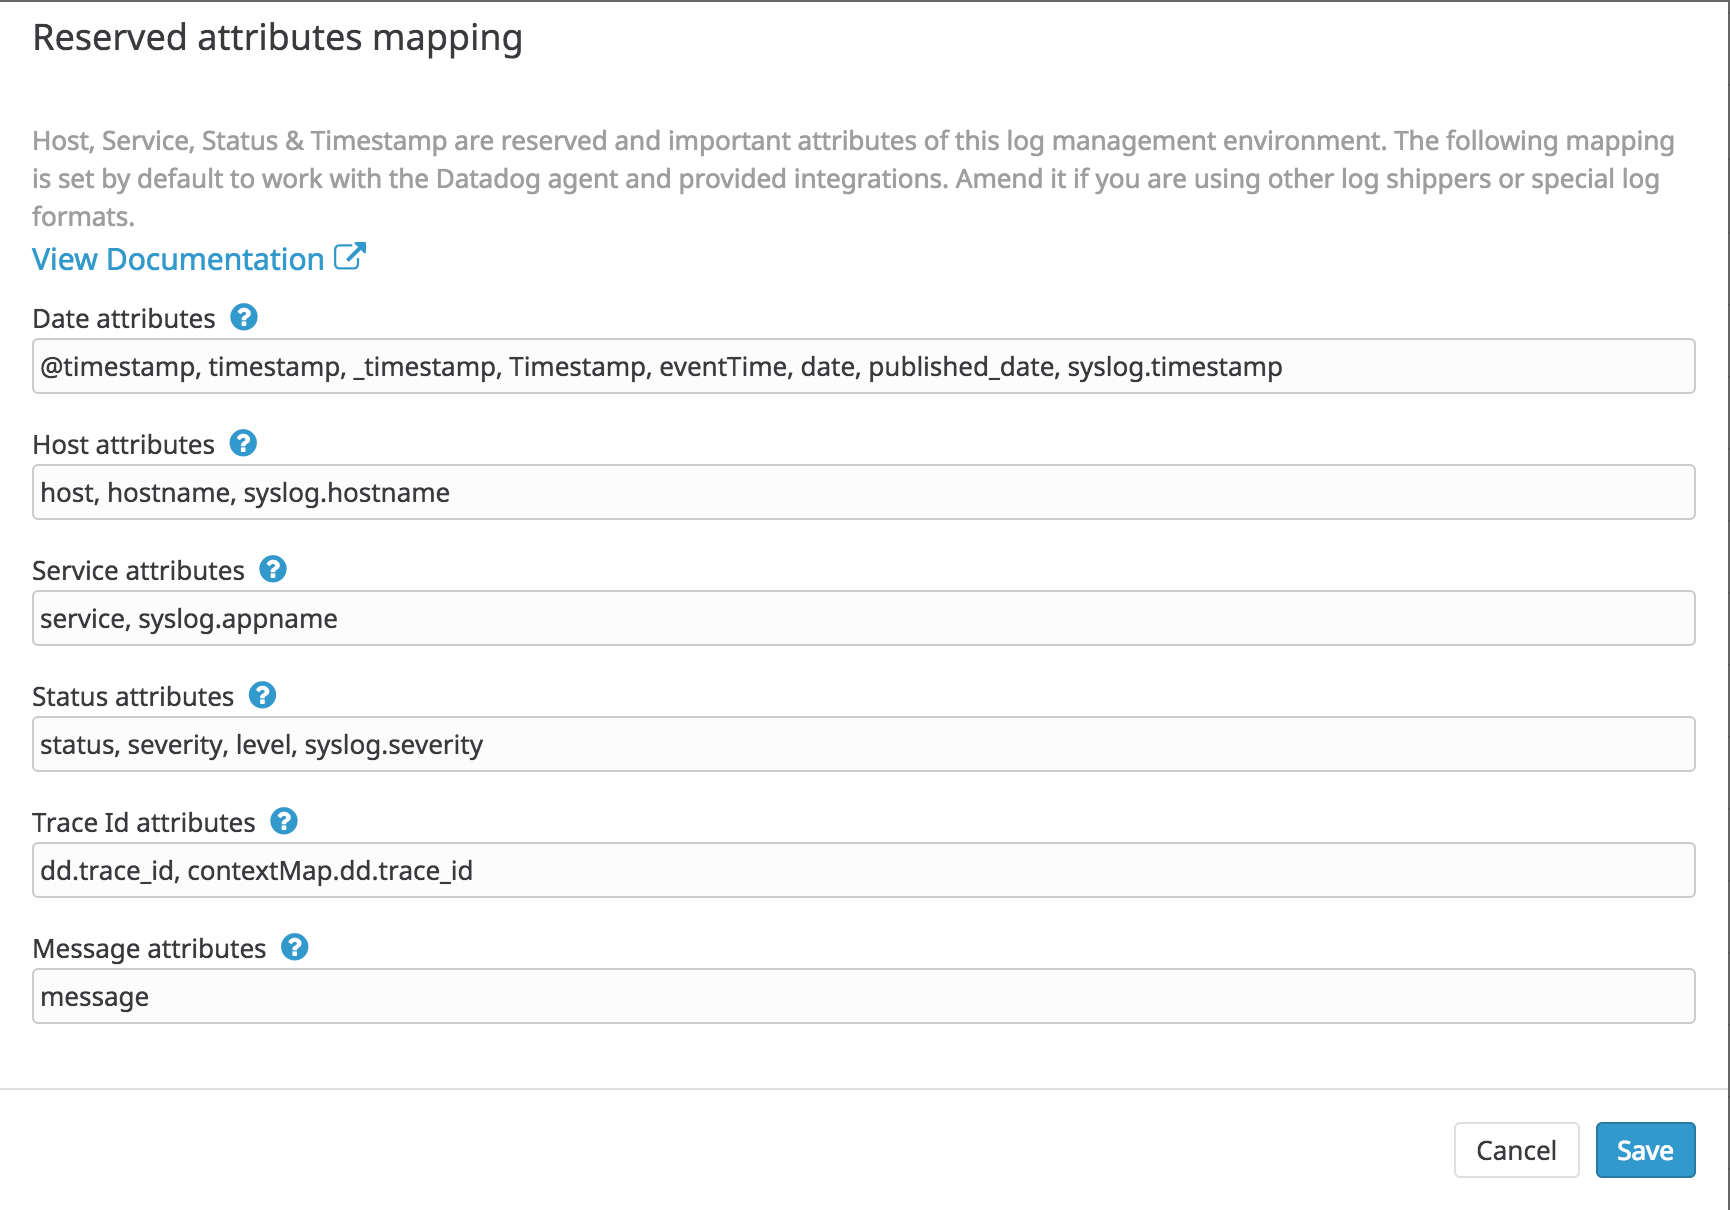 Reserved attributes mapping
Host, Service, Status & Timestamp are reserved and important attributes of this log management environment. The following mapping
is set by default to work with the Datadog agent and provided integrations. Amend it if you are using other log shippers or special log
formats.
View Documentation
Date attributes ?
@timestamp, timestamp, _timestamp, Timestamp, eventTime, date, published_date, syslog.timestamp
Host attributes ?
host, hostname, syslog.hostname
Service attributes ?
service, syslog.appname
Status attributes ?
status, severity, level, syslog.severity
Trace Id attributes ?
dd.trace_id, contextMap.dd.trace_id
Message attributes ?
message
Cancel Save